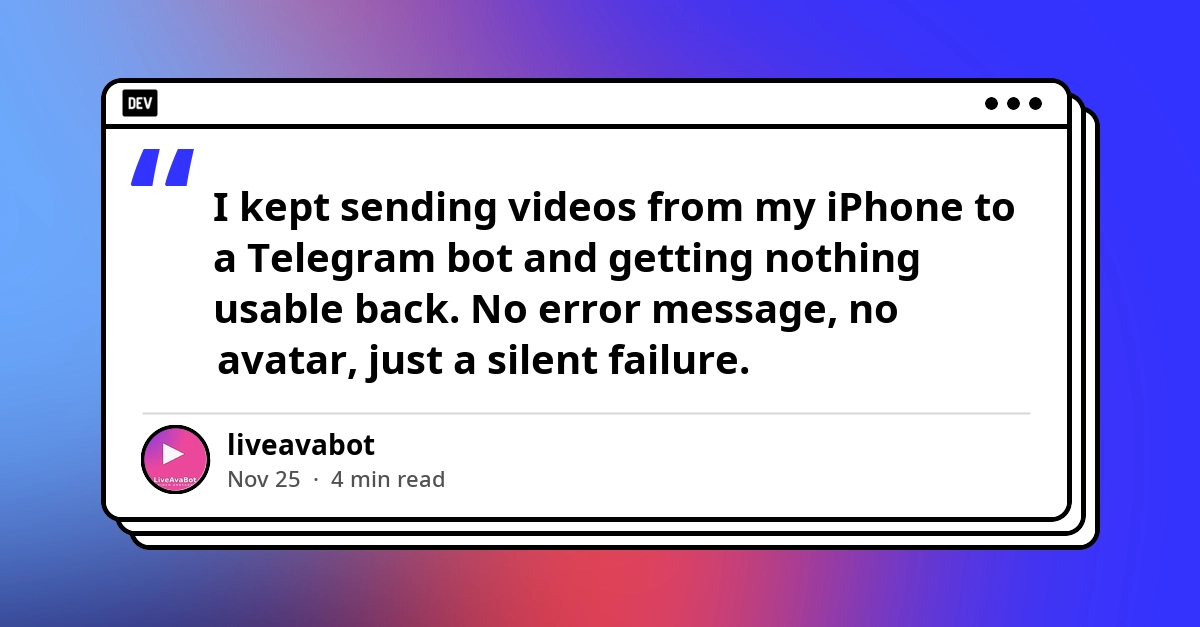 DEV
I kept sending videos from my iPhone to
a Telegram bot and getting nothing
usable back. No error message, no
avatar, just a silent failure.
liveavabot
Nov 25 · 4 min read
LiveAvaBot